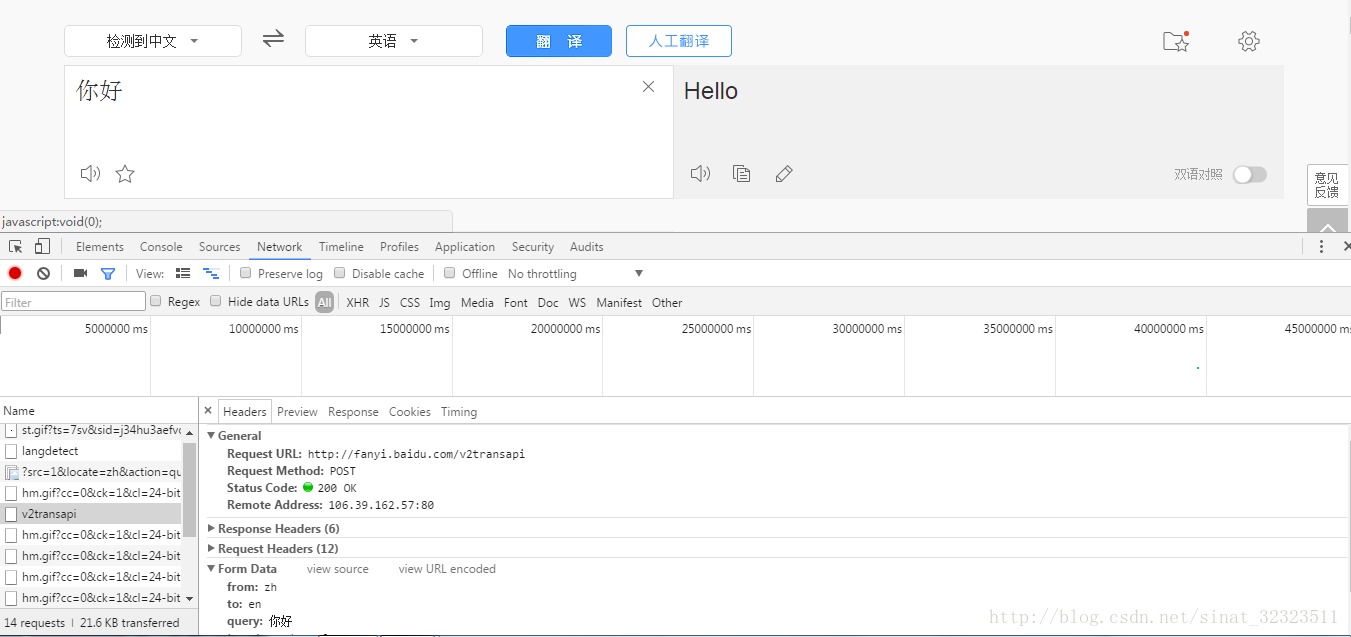 检测到中文 英语 翻 译 人工翻译
你好 Hello
双语对照
意见
反馈
javascript:void(0);
Elements Console Sources Network Timeline Profiles Application Security Audits
View: Preserve log Disable cache Offline No throttling
Filter Regex Hide data URLs All XHR JS CSS Img Media Font Doc WS Manifest Other
5000000 ms 10000000 ms 15000000 ms 20000000 ms 25000000 ms 30000000 ms 35000000 ms 40000000 ms 45000000 ms
Name
st.gif?ts=7sv&sid=j34hu3aefv
langdetect
?src=1&locate=zh&action=qu
hm.gif?cc=0&ck=1&cl=24-bit
v2transapi
hm.gif?cc=0&ck=1&cl=24-bit
hm.gif?cc=0&ck=1&cl=24-bit
hm.gif?cc=0&ck=1&cl=24-bit
hm.gif?cc=0&ck=1&cl=24-bit
14 requests | 21.6 KB transferred
Headers Preview Response Cookies Timing
General
Request URL: http://fanyi.baidu.com/v2transapi
Request Method: POST
Status Code: 200 OK
Remote Address: 106.39.162.57:80
Response Headers (6)
Request Headers (12)
Form Data view source view URL encoded
from: zh
to: en
query: 你好
http://blog.csdn.net/sinat_32323511